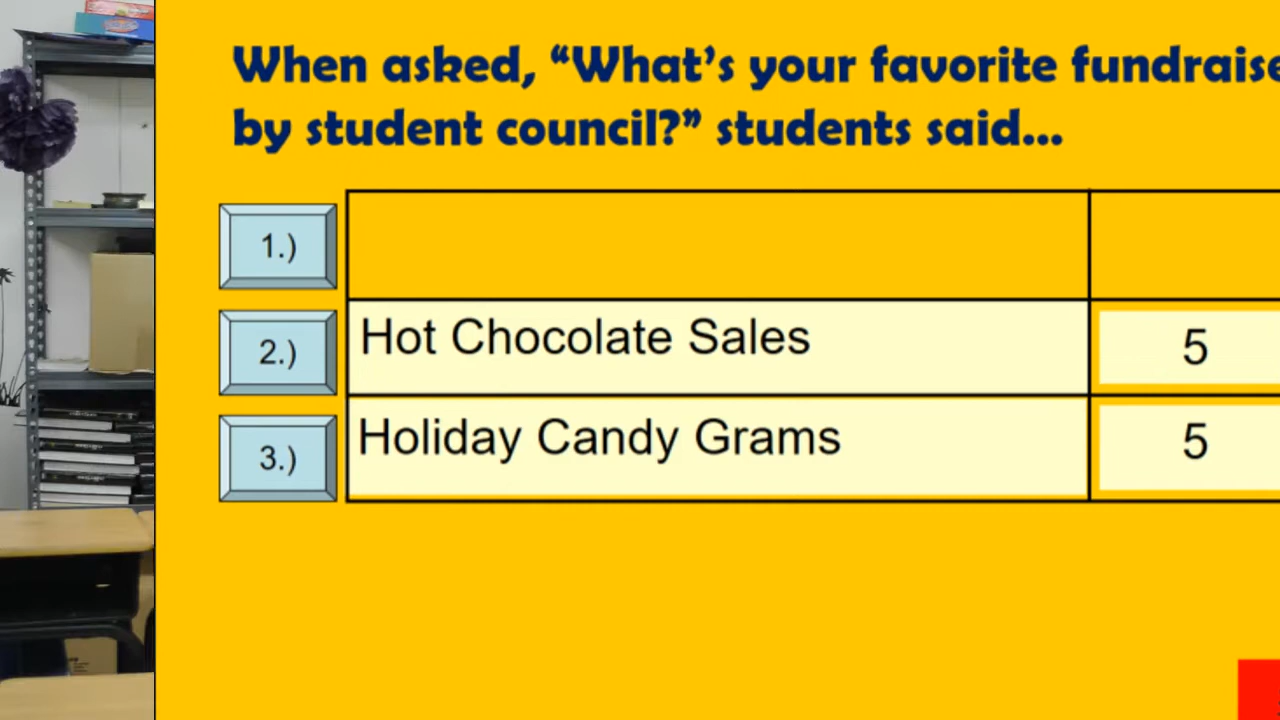 When asked, “What’s your favorite fundraise
by student council?” students said...
1.)
2.) Hot Chocolate Sales 5
3.) Holiday Candy Grams 5